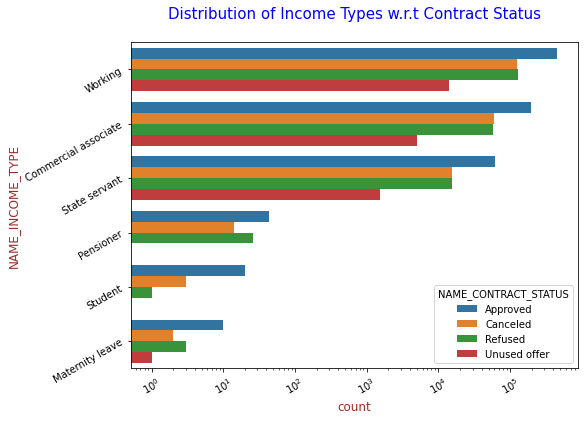 Distribution of Income Types w.r.t Contract Status
NAME_INCOME_TYPE
Working
Commercial associate
State servant
Pensioner
Student
Maternity leave
NAME_CONTRACT_STATUS
Approved
Canceled
Refused
Unused offer
10⁰ 10¹ 10² 10³ 10⁴ 10⁵
count